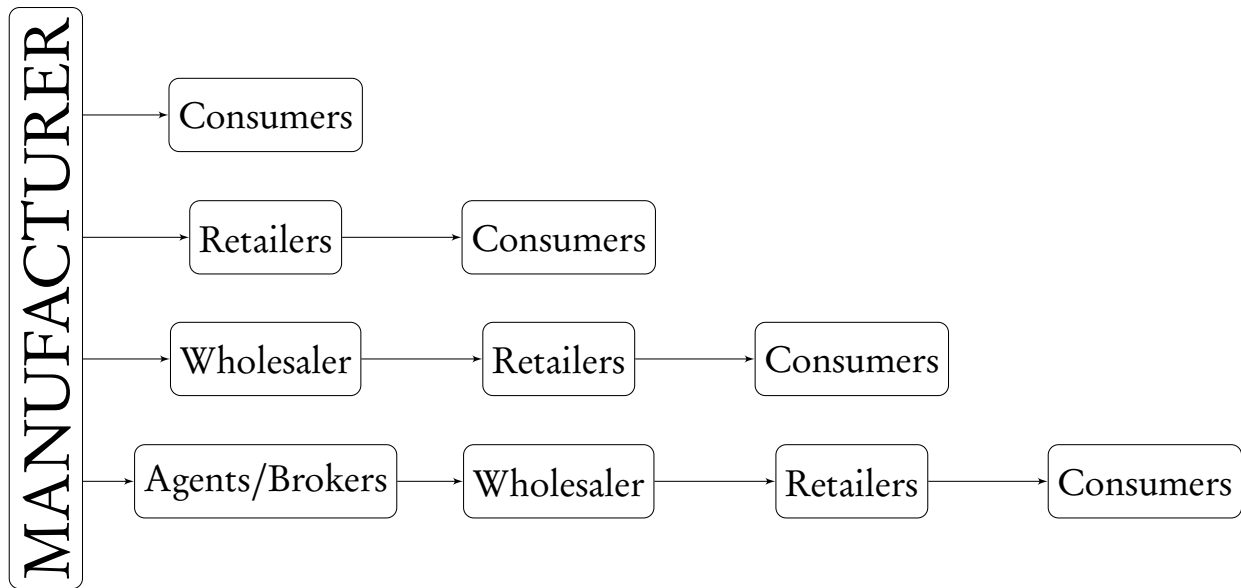 MANUFACTURER
Consumers
Retailers Consumers
Wholesaler Retailers Consumers
Agents/Brokers Wholesaler Retailers Consumers